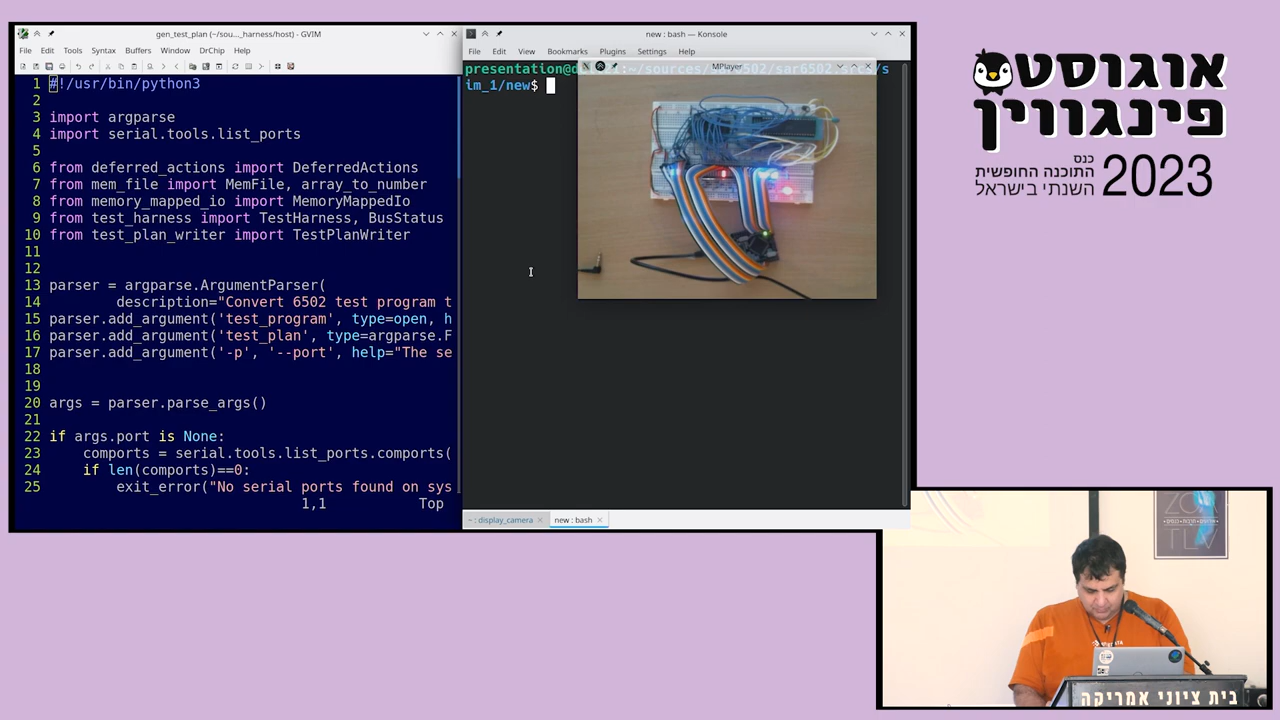 gen_test_plan (~/sou..._harness/host) - GVIM
File Edit Tools Syntax Buffers Window DrChip Help
1 #!/usr/bin/python3
2
3 import argparse
4 import serial.tools.list_ports
5
6 from deferred_actions import DeferredActions
7 from mem_file import MemFile, array_to_number
8 from memory_mapped_io import MemoryMappedIo
9 from test_harness import TestHarness, BusStatus
10 from test_plan_writer import TestPlanWriter
11
12
13 parser = argparse.ArgumentParser(
14 description="Convert 6502 test program t
15 parser.add_argument('test_program', type=open, h
16 parser.add_argument('test_plan', type=argparse.F
17 parser.add_argument('-p', '--port', help="The se
18
19
20 args = parser.parse_args()
21
22 if args.port is None:
23 comports = serial.tools.list_ports.comports(
24 if len(comports)==0:
25 exit_error("No serial ports found on sys
1,1 Top
new : bash — Konsole
File Edit View Bookmarks Plugins Settings Help
im_1/new$
MPlayer
~ : display_camera
new : bash
אוגוסט
פינגווין
כנס
התוכנה החופשית
השנתי בישראל
2023
TLV
בית ציוני אמריקה